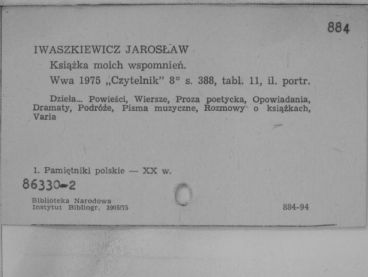 884
IWASZKIEWICZ JAROSŁAW
Książka moich wspomnień.
Wwa 1975 „Czytelnik" 8° s. 388, tabl. 11, il. portr.
Dzieła... Powieści, Wiersze, Proza poetycka, Opowiadania,
Dramaty, Podróże, Pisma muzyczne, Rozmowy o książkach,
Varia
1. Pamiętniki polskie — XX w.
86330-2
Biblioteka Narodowa
Instytut Bibliogr. /75
884-94